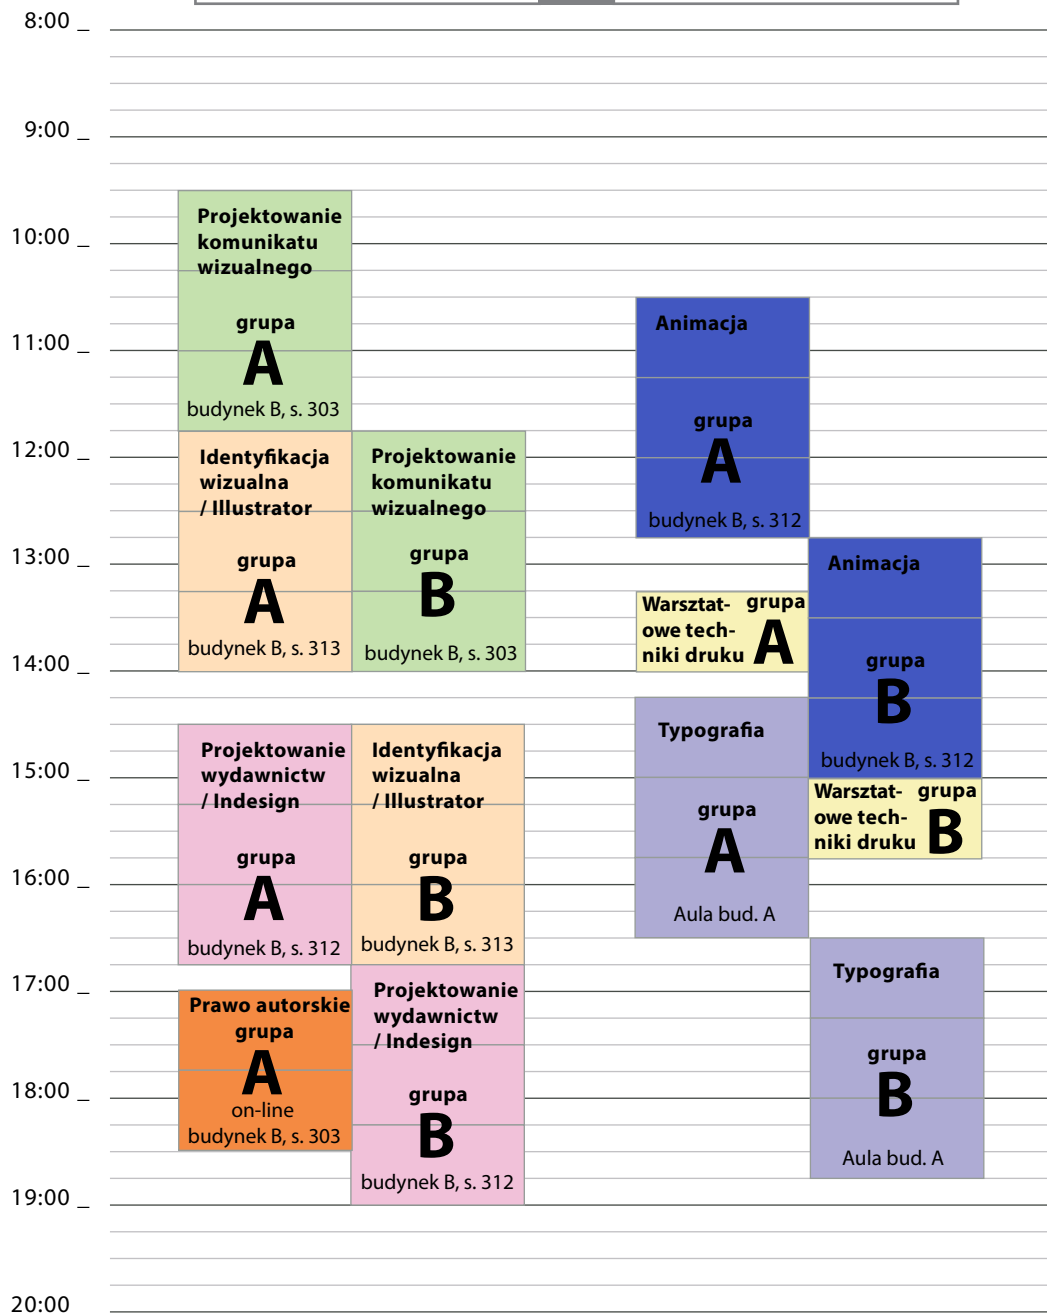 8:00 _
9:00 _
10:00 _
11:00 _
12:00 _
13:00 _
14:00 _
15:00 _
16:00 _
17:00 _
18:00 _
19:00 _
20:00
Projektowanie
komunikatu
wizualnego
grupa
A
budynek B, s. 303
Identyfikacja
wizualna
/ Illustrator
grupa
A
budynek B, s. 313
Projektowanie
komunikatu
wizualnego
grupa
B
budynek B, s. 303
Projektowanie
wydawnictw
/ Indesign
grupa
A
budynek B, s. 312
Identyfikacja
wizualna
/ Illustrator
grupa
B
budynek B, s. 313
Prawo autorskie
grupa
A
on-line
budynek B, s. 303
Projektowanie
wydawnictw
/ Indesign
grupa
B
budynek B, s. 312
Animacja
grupa
A
budynek B, s. 312
Animacja
grupa
B
budynek B, s. 312
Warsztat-
owe tech-
niki druku
grupa
A
Typografia
grupa
A
Aula bud. A
Warsztat-
owe tech-
niki druku
grupa
B
Typografia
grupa
B
Aula bud. A